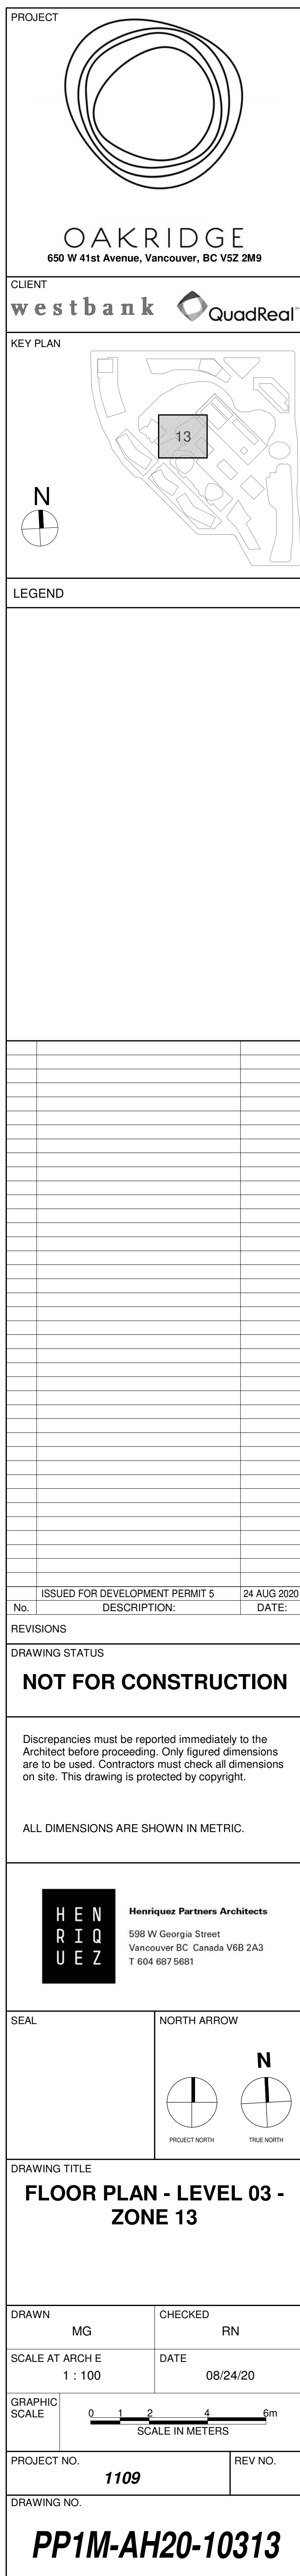 PROJECT
OAKRIDGE
650 W 41st Avenue, Vancouver, BC V5Z 2M9
CLIENT
westbank QuadReal™
KEY PLAN
13
N
LEGEND
ISSUED FOR DEVELOPMENT PERMIT 5 24 AUG 2020
No. DESCRIPTION: DATE:
REVISIONS
DRAWING STATUS
NOT FOR CONSTRUCTION
Discrepancies must be reported immediately to the
Architect before proceeding. Only figured dimensions
are to be used. Contractors must check all dimensions
on site. This drawing is protected by copyright.
ALL DIMENSIONS ARE SHOWN IN METRIC.
HEN
RIQ
UEZ
Henriquez Partners Architects
598 W Georgia Street
Vancouver BC Canada V6B 2A3
T 604 687 5681
SEAL NORTH ARROW
N
PROJECT NORTH TRUE NORTH
DRAWING TITLE
FLOOR PLAN - LEVEL 03 -
ZONE 13
DRAWN CHECKED
MG RN
SCALE AT ARCH E DATE
1 : 100 08/24/20
GRAPHIC
SCALE
0 1 2 4 6m
SCALE IN METERS
PROJECT NO. REV NO.
1109
DRAWING NO.
PP1M-AH20-10313